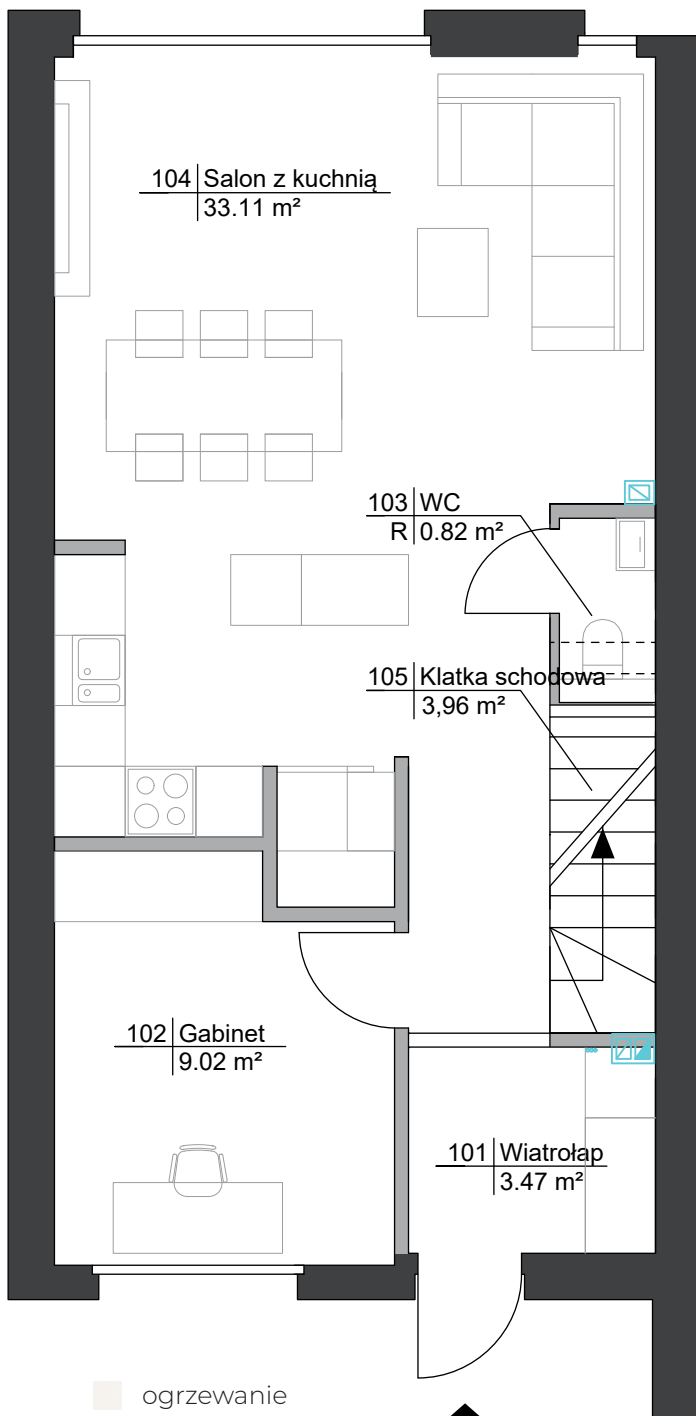 104 Salon z kuchnią
33.11 m²
103 WC
R 0.82 m²
105 Klatka schodowa
3,96 m²
102 Gabinet
9.02 m²
101 Wiatrołap
3.47 m²
ogrzewanie